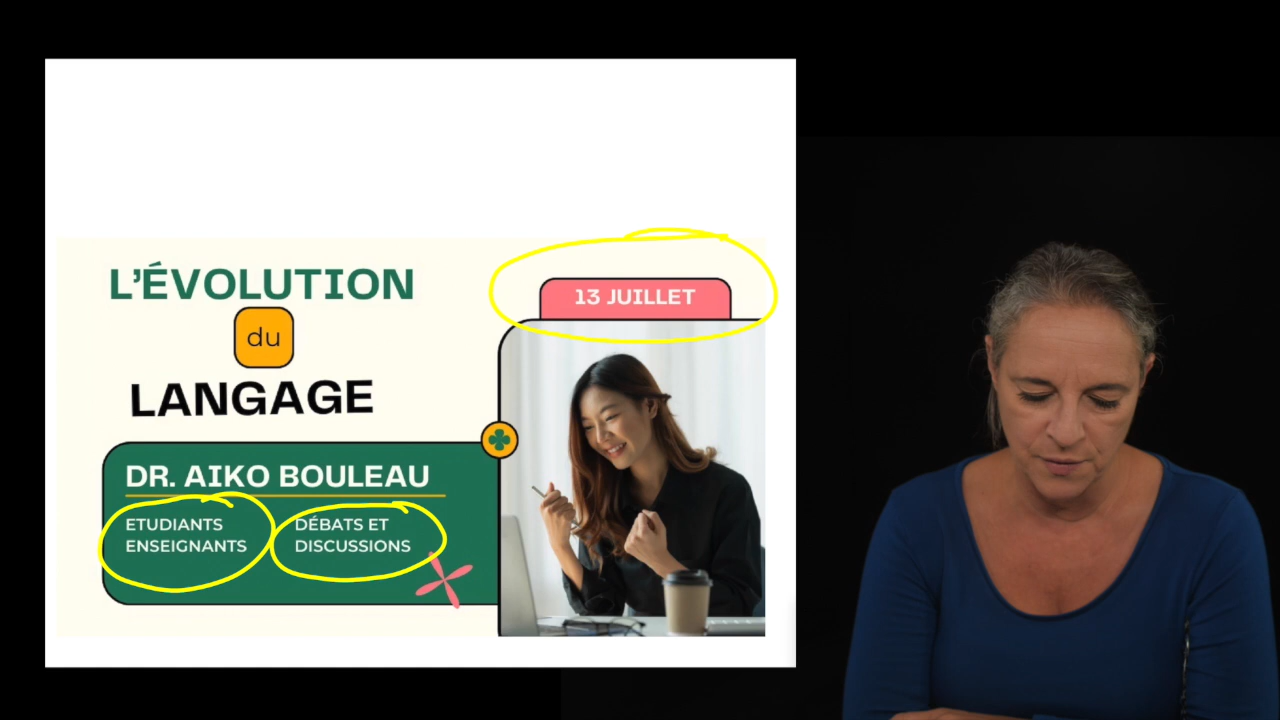 L'ÉVOLUTION
du
LANGAGE
13 JUILLET
DR. AIKO BOULEAU
ETUDIANTS
ENSEIGNANTS
DÉBATS ET
DISCUSSIONS